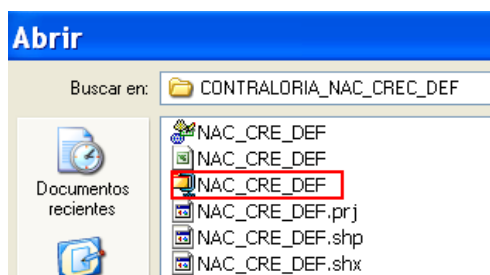 Abrir
Buscar en: CONTRALORIA_NAC_CREC_DEF
NAC_CRE_DEF
NAC_CRE_DEF
NAC_CRE_DEF
NAC_CRE_DEF.prj
NAC_CRE_DEF.shp
NAC_CRE_DEF.shx
Documentos
recientes